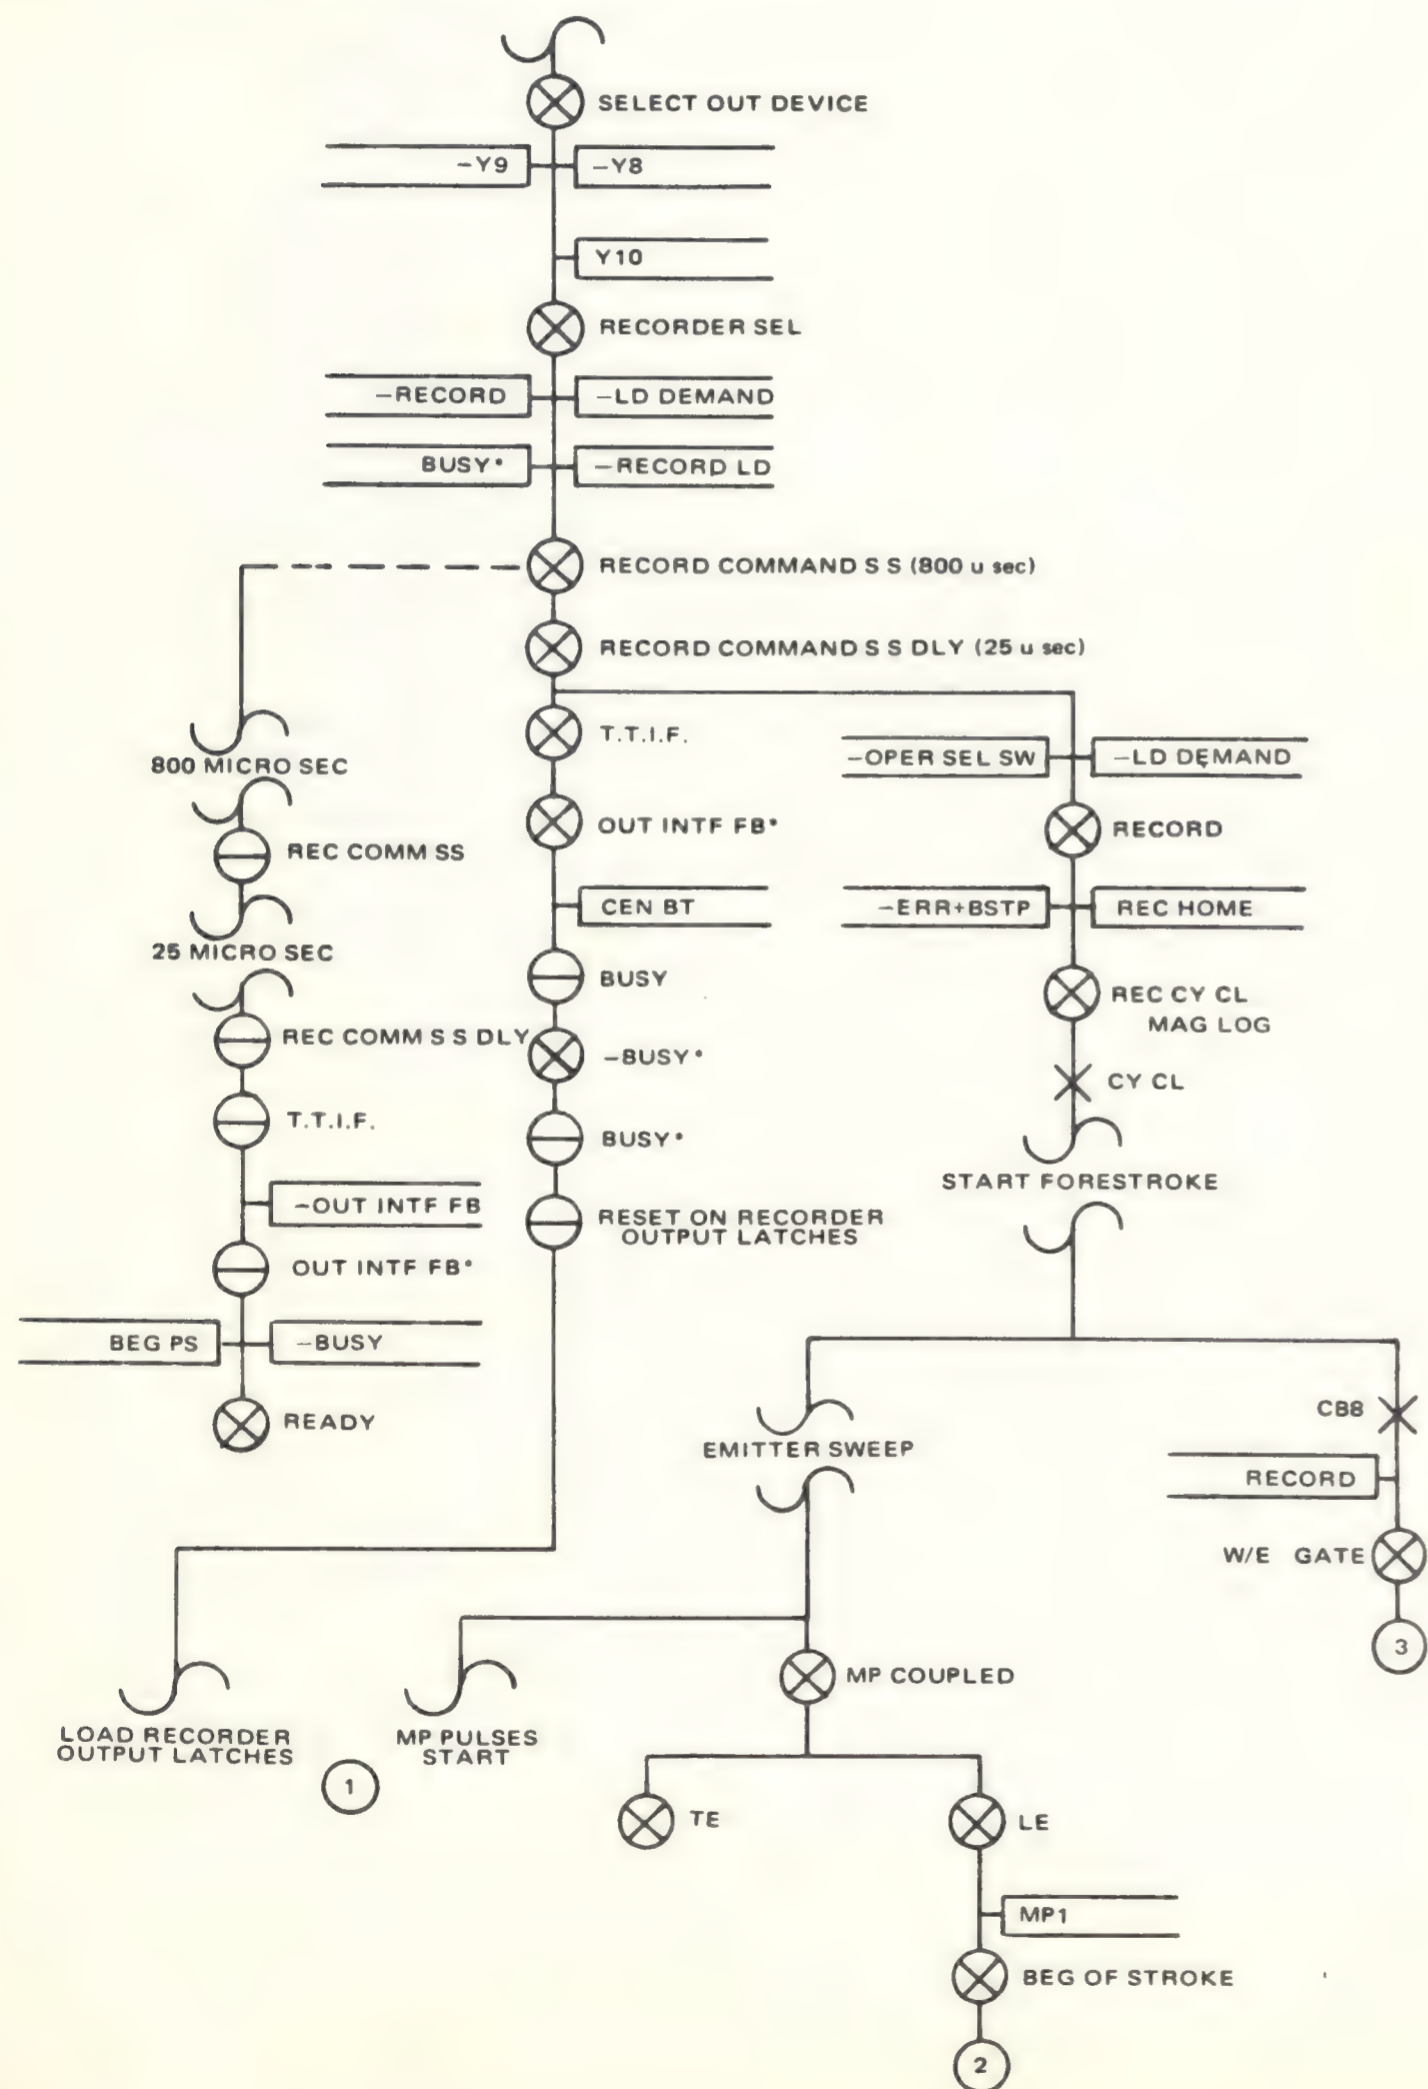 SELECT OUT DEVICE
-Y9
-Y8
Y10
RECORDER SEL
-RECORD
-LD DEMAND
BUSY*
-RECORD LD
RECORD COMMAND S S (800 u sec)
RECORD COMMAND S S DLY (25 u sec)
T.T.I.F.
OUT INTF FB*
CEN BT
BUSY
-BUSY*
BUSY*
RESET ON RECORDER
OUTPUT LATCHES
800 MICRO SEC
REC COMM SS
25 MICRO SEC
REC COMM S S DLY
T.T.I.F.
-OUT INTF FB
OUT INTF FB*
BEG PS
-BUSY
READY
-OPER SEL SW
-LD DEMAND
RECORD
-ERR+BSTP
REC HOME
REC CY CL
MAG LOG
CY CL
START FORESTROKE
EMITTER SWEEP
CB8
RECORD
W/E GATE
3
LOAD RECORDER
OUTPUT LATCHES
1
MP PULSES
START
MP COUPLED
TE
LE
MP1
BEG OF STROKE
2